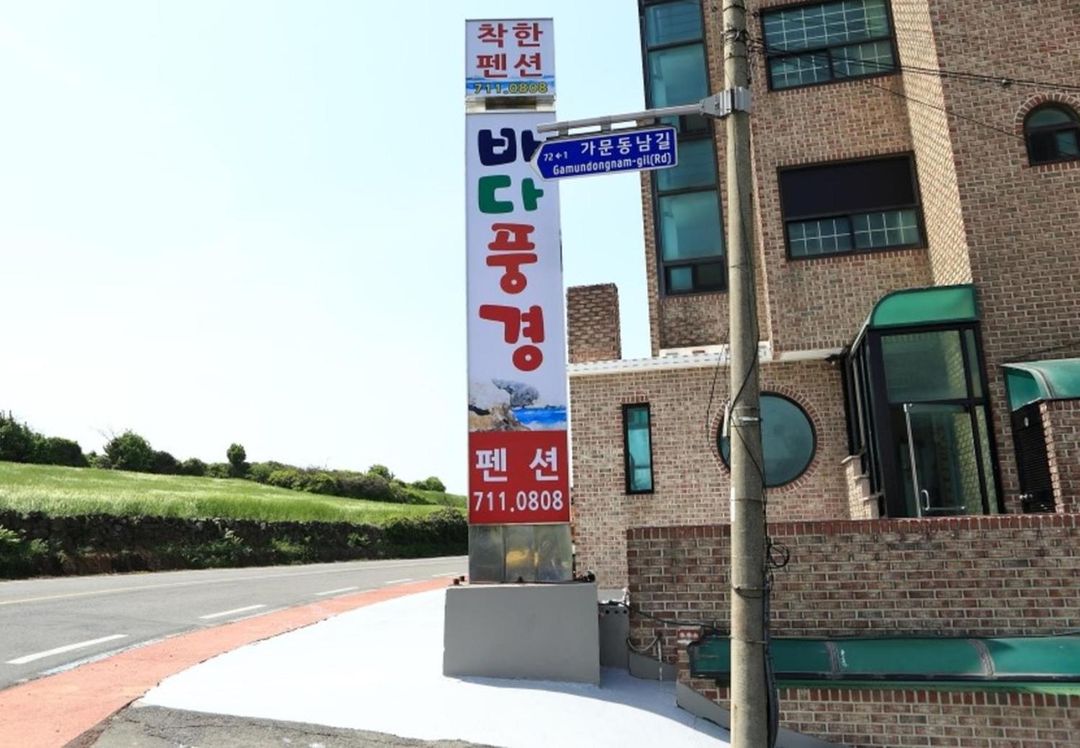 착한
펜션
711.0808
바
다
풍
경
펜 션
711.0808
72←1 가문동남길
Gamundongnam-gil(Rd)